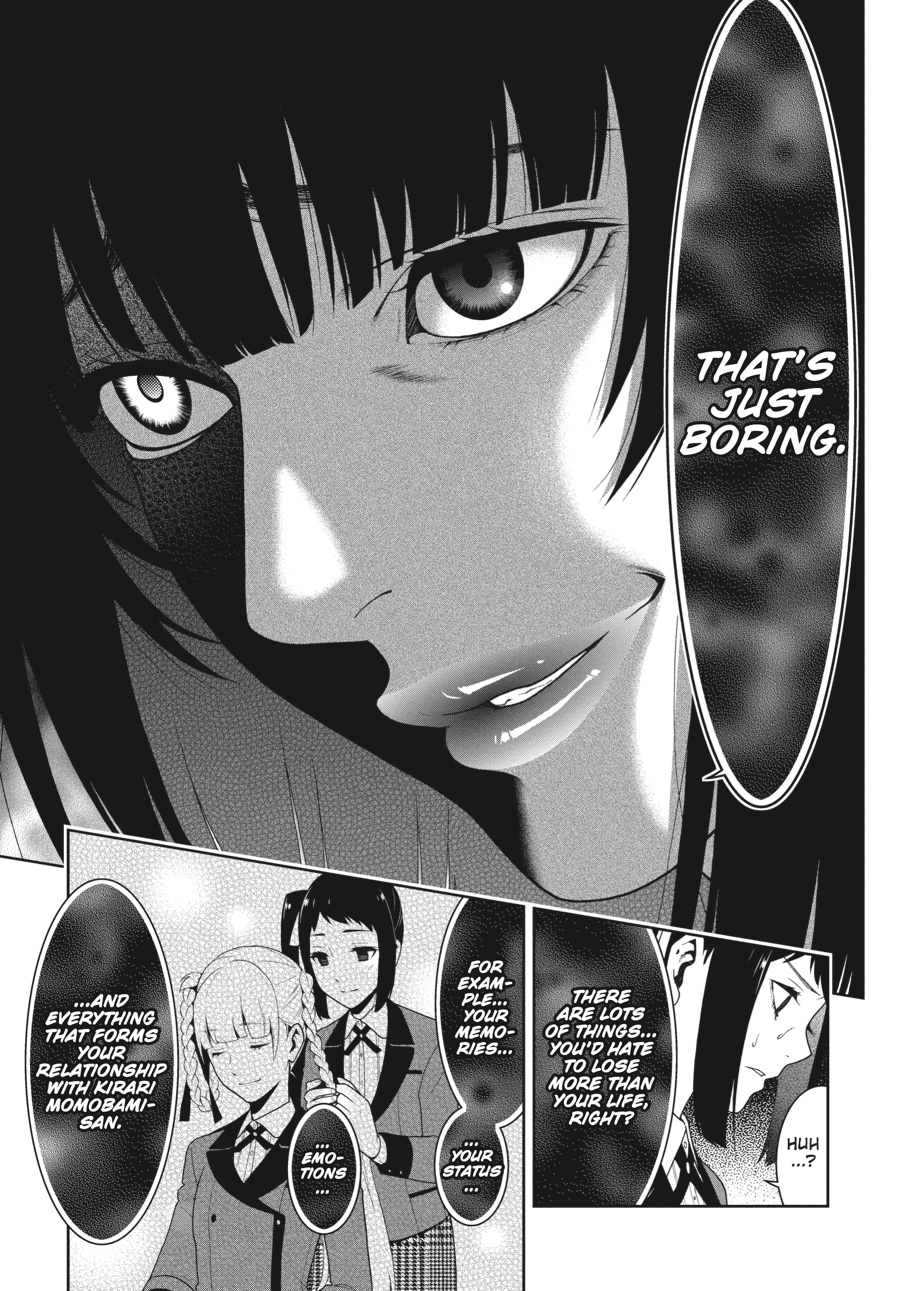 THAT'S
JUST
BORING.
HUH
...?
THERE
ARE LOTS
OF THINGS...
YOU'D HATE
TO LOSE
MORE THAN
YOUR LIFE,
RIGHT?
FOR
EXAM-
PLE...
YOUR
MEMO-
RIES...
...
YOUR
STATUS
...
...
EMO-
TIONS
...
...AND
EVERYTHING
THAT FORMS
YOUR
RELATIONSHIP
WITH KIRARI
MOMOBAMI-
SAN.